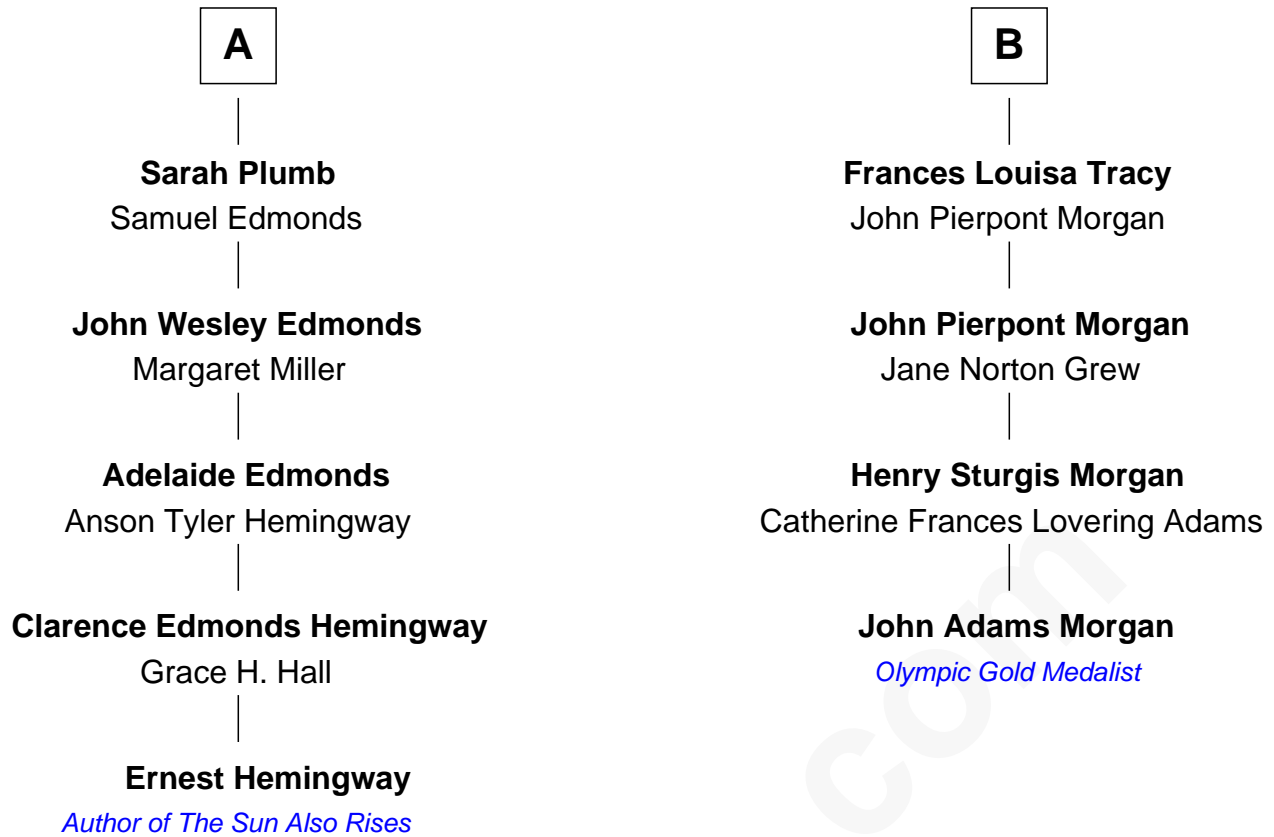 A
Sarah Plumb
Samuel Edmonds
John Wesley Edmonds
Margaret Miller
Adelaide Edmonds
Anson Tyler Hemingway
Clarence Edmonds Hemingway
Grace H. Hall
Ernest Hemingway
Author of The Sun Also Rises
B
Frances Louisa Tracy
John Pierpont Morgan
John Pierpont Morgan
Jane Norton Grew
Henry Sturgis Morgan
Catherine Frances Lovering Adams
John Adams Morgan
Olympic Gold Medalist
com